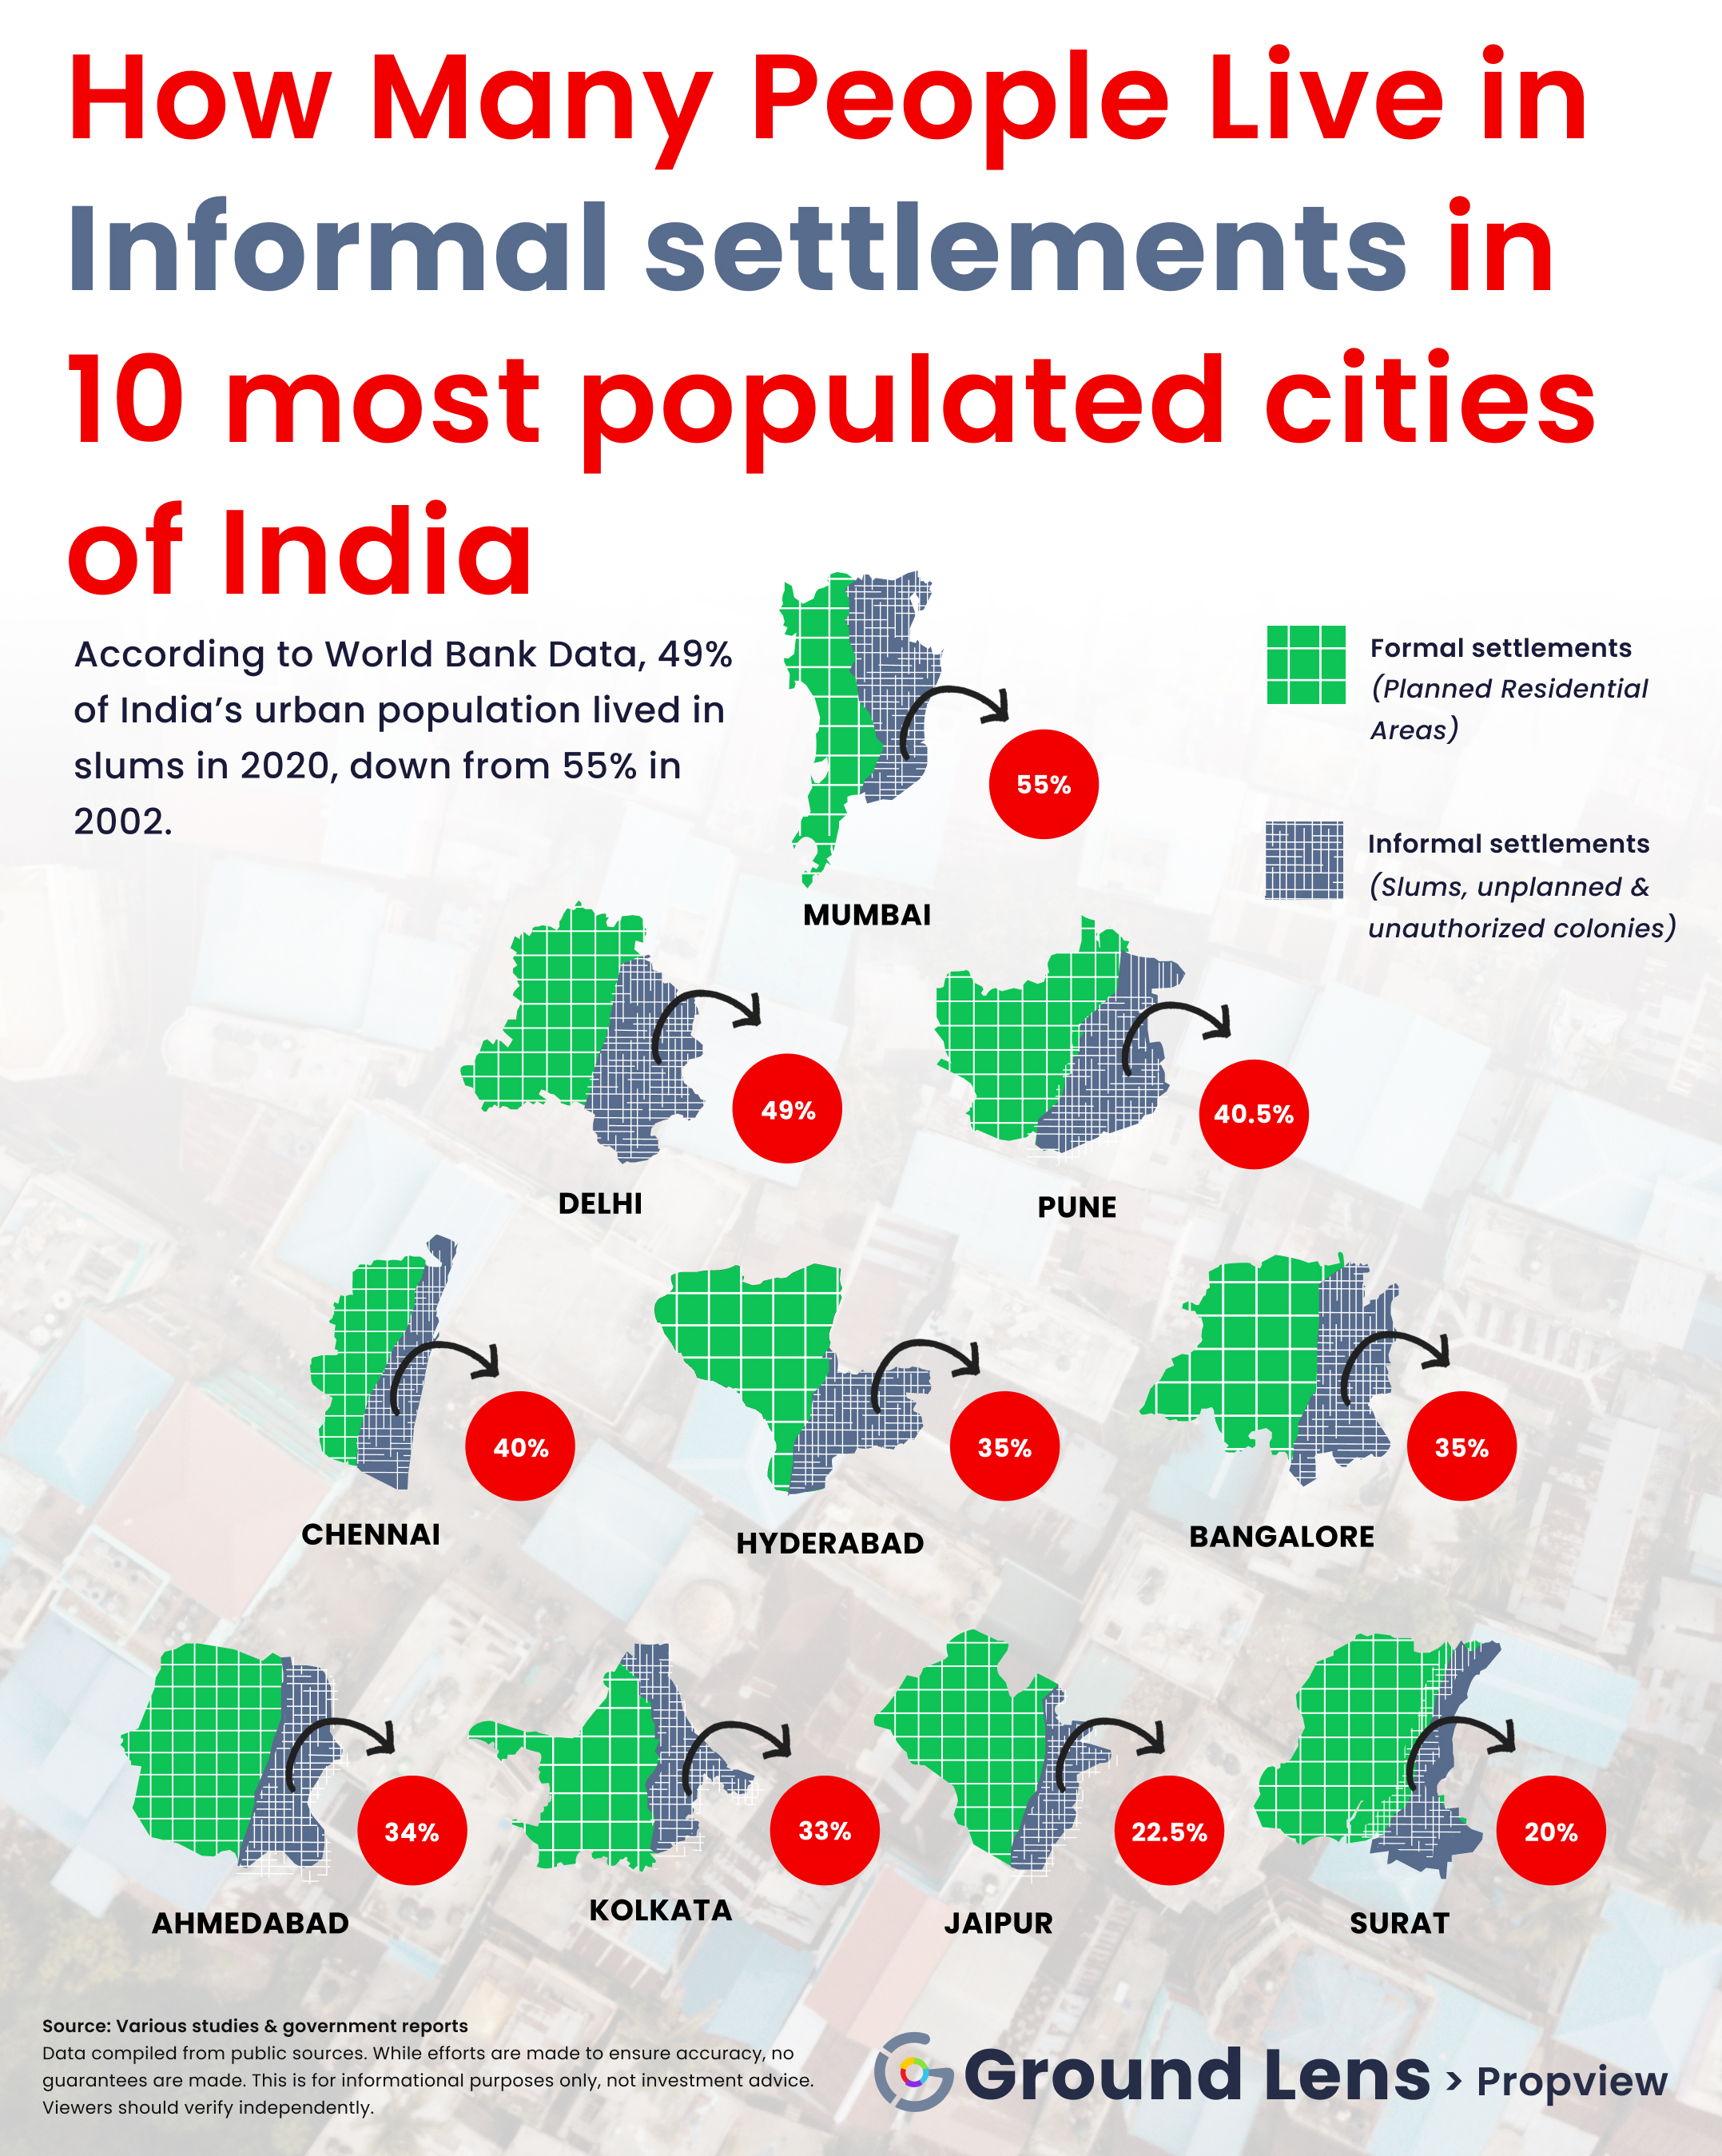 How Many People Live in
Informal settlements in
10 most populated cities
of India
According to World Bank Data, 49%
of India's urban population lived in
slums in 2020, down from 55% in
2002.
Formal settlements
(Planned Residential
Areas)
Informal settlements
(Slums, unplanned &
unauthorized colonies)
55%
MUMBAI
49%
DELHI
40.5%
PUNE
40%
CHENNAI
35%
HYDERABAD
35%
BANGALORE
34%
AHMEDABAD
33%
KOLKATA
22.5%
JAIPUR
20%
SURAT
Source: Various studies & government reports
Data compiled from public sources. While efforts are made to ensure accuracy, no
guarantees are made. This is for informational purposes only, not investment advice.
Viewers should verify independently.
Ground Lens > Propview